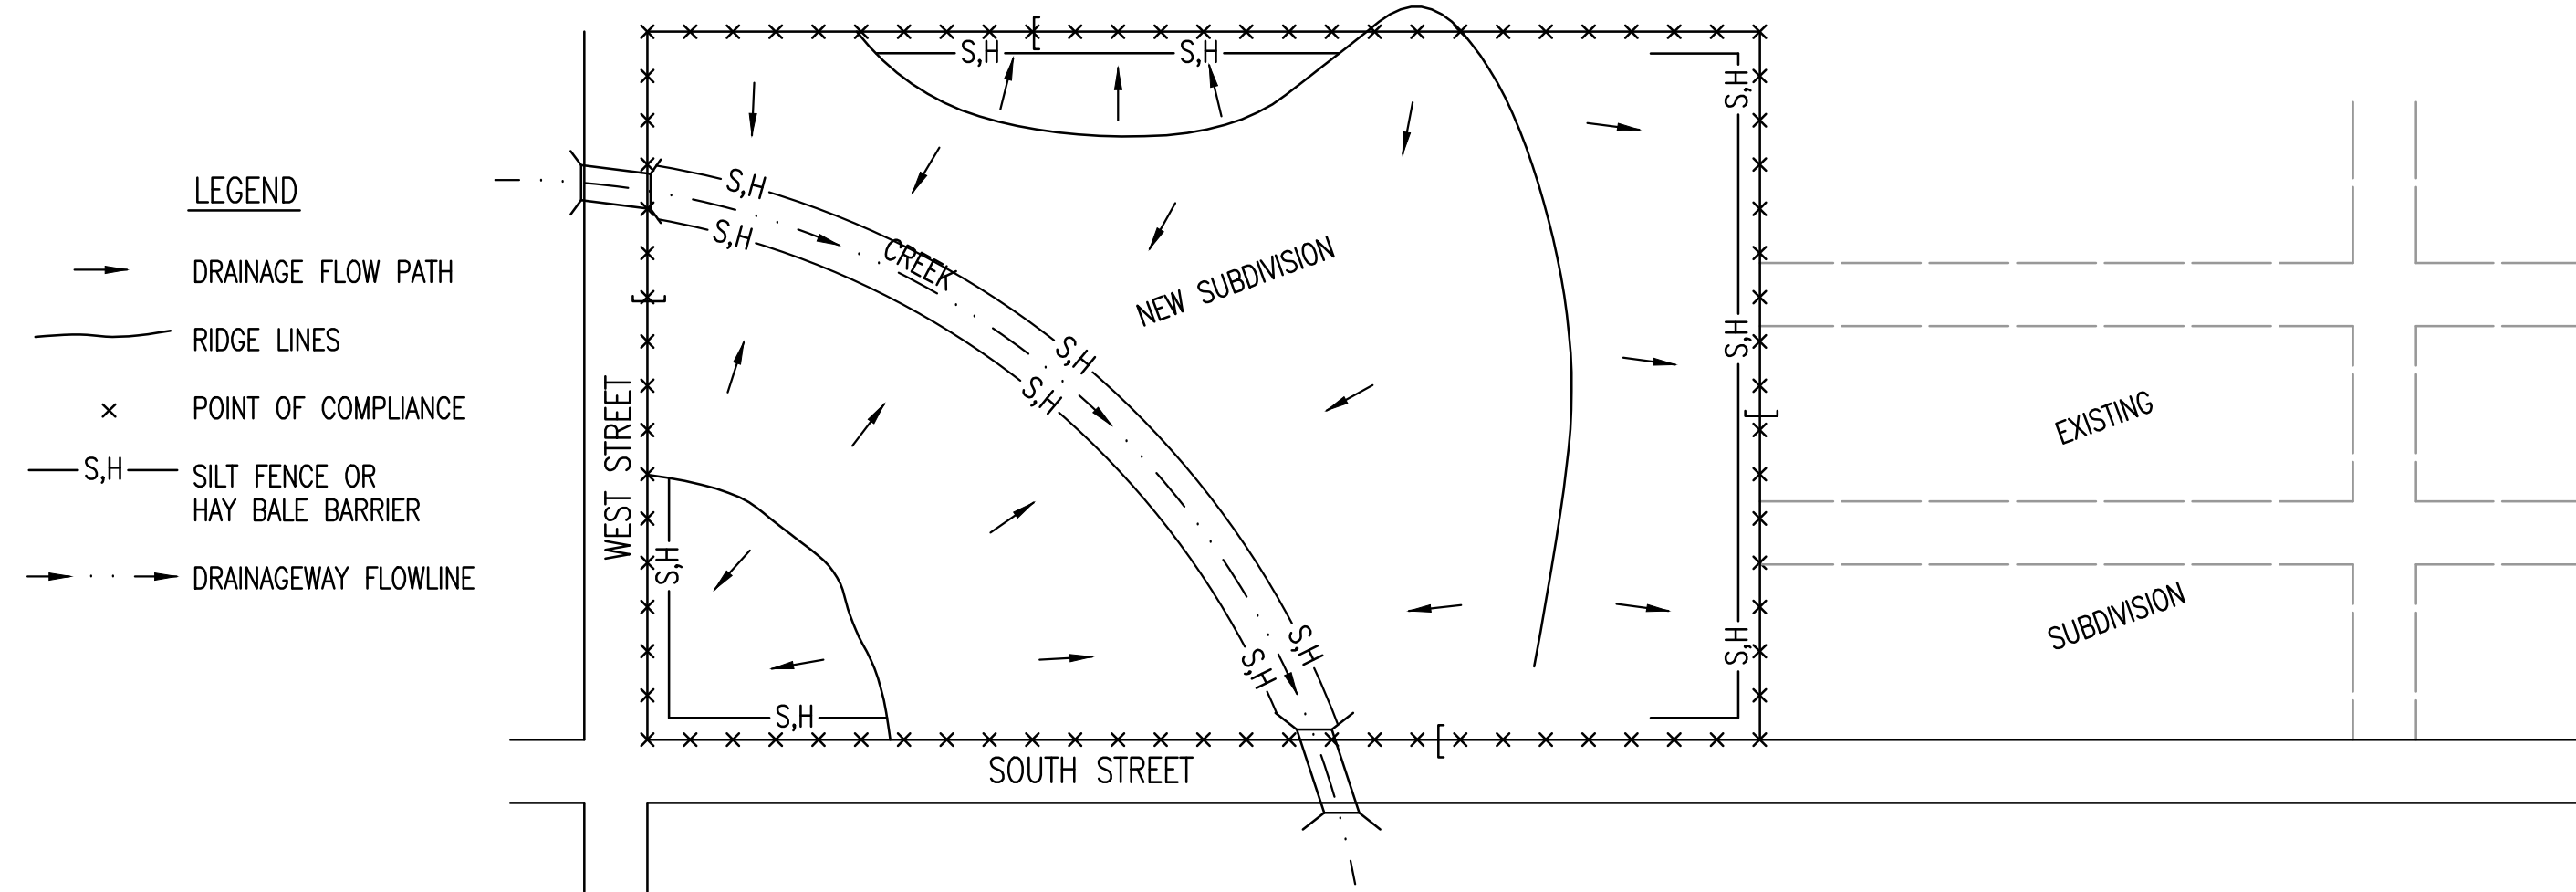 LEGEND
DRAINAGE FLOW PATH
RIDGE LINES
POINT OF COMPLIANCE
S,H
SILT FENCE OR
HAY BALE BARRIER
DRAINAGEWAY FLOWLINE
S,H
S,H
S,H
S,H
S,H
CREEK
NEW SUBDIVISION
S,H
S,H
S,H
WEST STREET
S,H
S,H
S,H
S,H
S,H
S,H
SOUTH STREET
EXISTING
SUBDIVISION